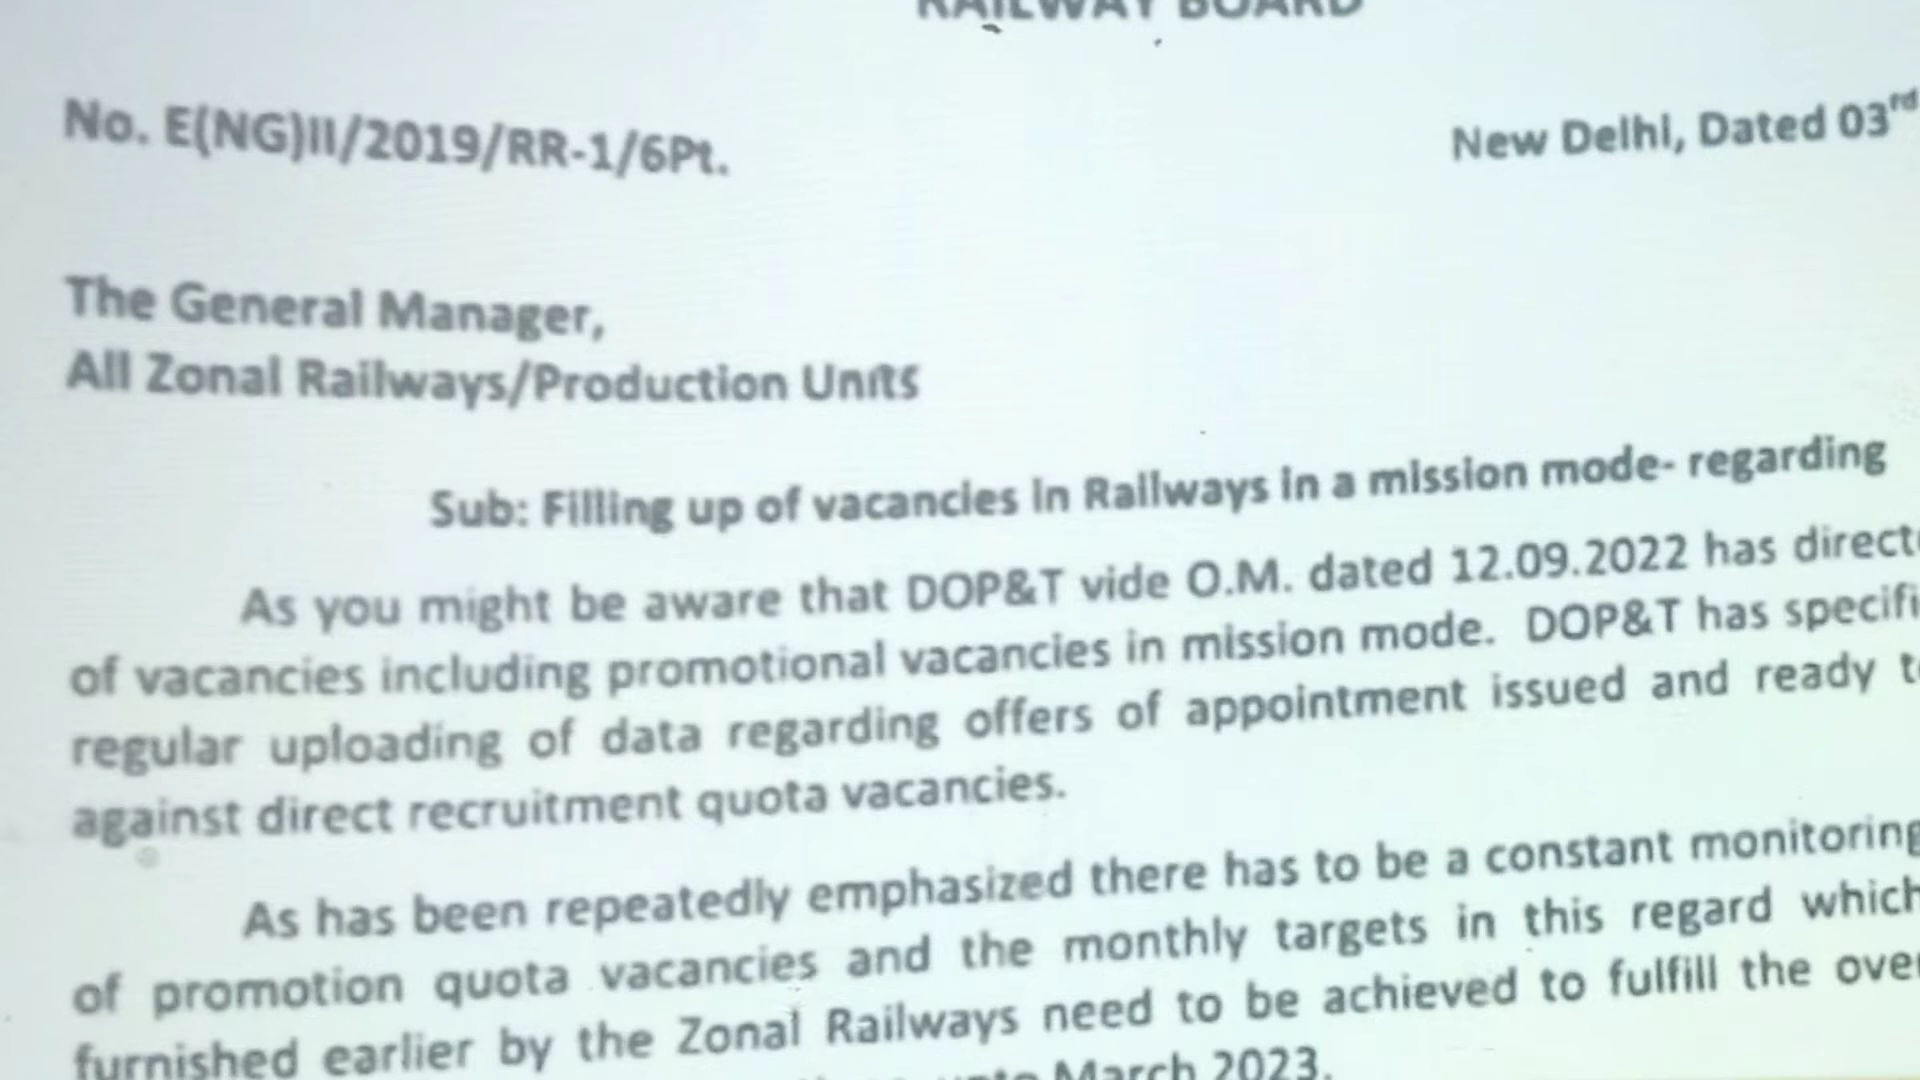 RAILWAY BOARD
No. E(NG)II/2019/RR-1/6Pt.
New Delhi, Dated 03rd
The General Manager,
All Zonal Railways/Production Units
Sub: Filling up of vacancies in Railways in a mission mode- regarding
As you might be aware that DOP&T vide O.M. dated 12.09.2022 has
of vacancies including promotional vacancies in mission mode. DOP&T has
regular uploading of data regarding offers of appointment issued and ready
against direct recruitment quota vacancies.
As has been repeatedly emphasized there has to be a constant monitoring
of promotion quota vacancies and the monthly targets in this regard which
furnished earlier by the Zonal Railways need to be achieved to fulfill the
upto March 2023.